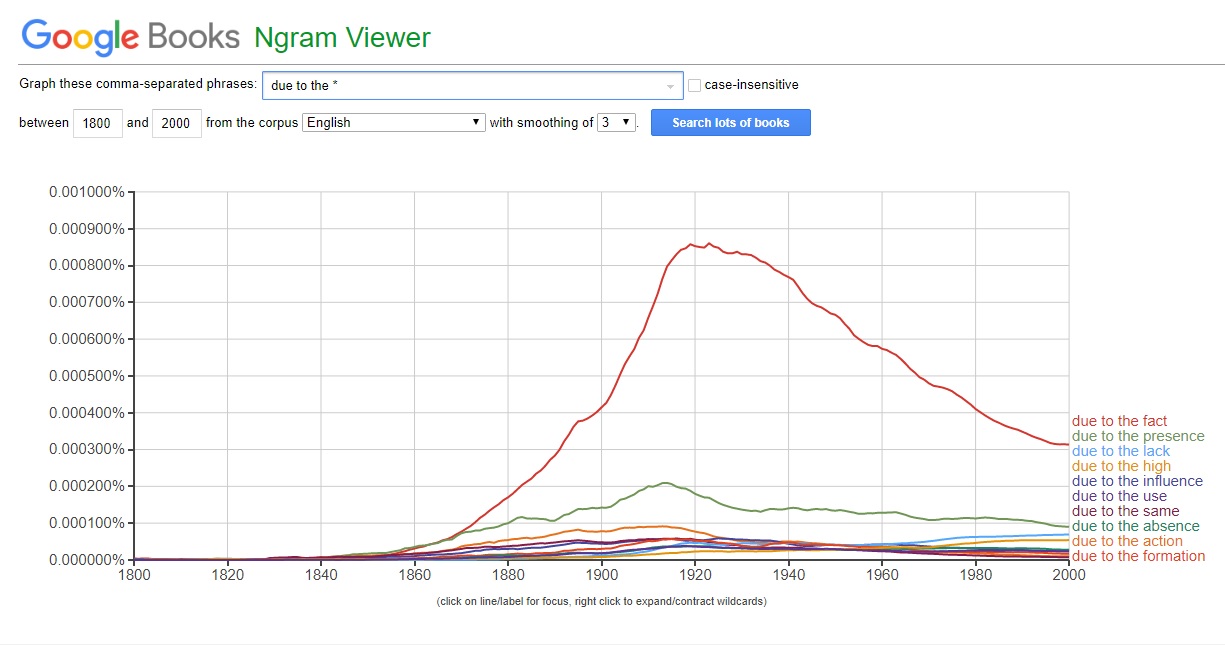 Google Books Ngram Viewer
Graph these comma-separated phrases: due to the * case-insensitive
between 1800 and 2000 from the corpus English with smoothing of 3 . Search lots of books
0.001000%
0.000900%
0.000800%
0.000700%
0.000600%
0.000500%
0.000400%
0.000300%
0.000200%
0.000100%
0.000000%
1800 1820 1840 1860 1880 1900 1920 1940 1960 1980 2000
due to the fact
due to the presence
due to the lack
due to the high
due to the influence
due to the use
due to the same
due to the absence
due to the action
due to the formation
(click on line/label for focus, right click to expand/contract wildcards)